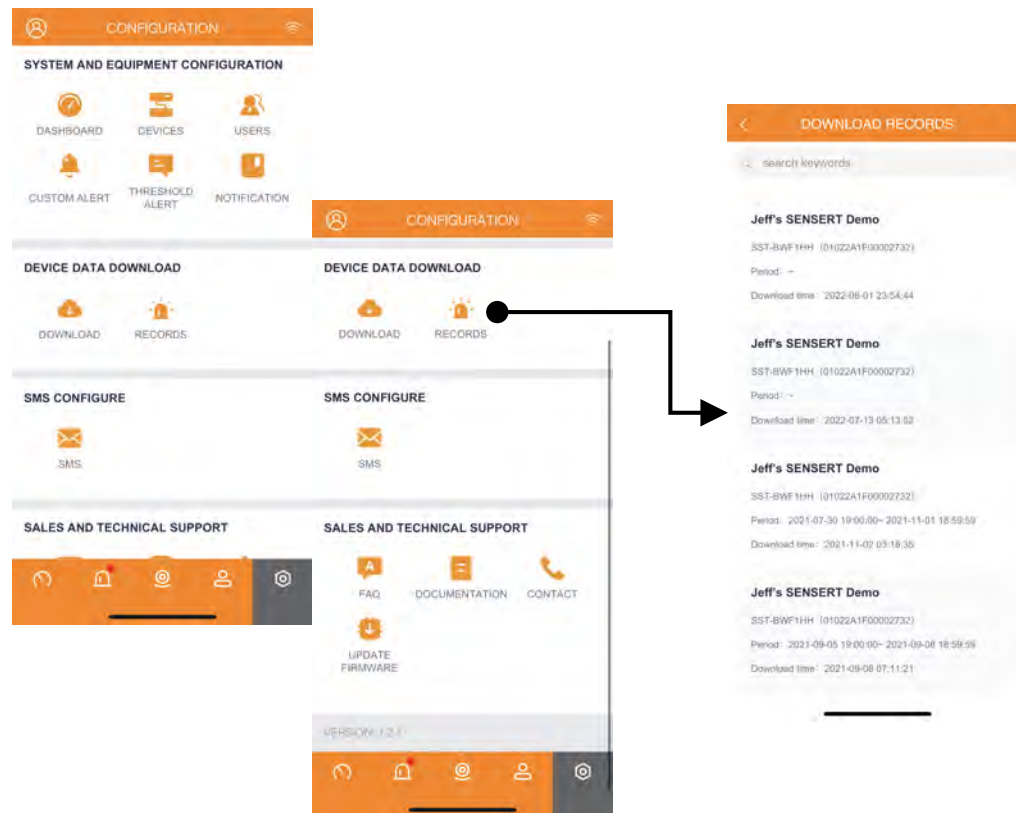 CONFIGURATION
SYSTEM AND EQUIPMENT CONFIGURATION
DASHBOARD DEVICES USERS
CUSTOM ALERT THRESHOLD ALERT NOTIFICATION
DEVICE DATA DOWNLOAD
DOWNLOAD RECORDS
SMS CONFIGURE
SMS
SALES AND TECHNICAL SUPPORT
CONFIGURATION
DEVICE DATA DOWNLOAD
DOWNLOAD RECORDS
SMS CONFIGURE
SMS
SALES AND TECHNICAL SUPPORT
A
FAQ DOCUMENTATION CONTACT
UPDATE
FIRMWARE
VERSION: 1.2.1
DOWNLOAD RECORDS
search keywords
Jeff's SENSERT Demo
SST-BWF1HH (01022A1F00002732)
Period: ~
Download time: 2022-08-01 23:54:44
Jeff's SENSERT Demo
SST-BWF1HH (01022A1F00002732)
Period: ~
Download time: 2022-07-13 05:13:52
Jeff's SENSERT Demo
SST-BWF1HH (01022A1F00002732)
Period: 2021-07-30 19:00:00~ 2021-11-01 18:59:59
Download time: 2021-11-02 03:18:35
Jeff's SENSERT Demo
SST-BWF1HH (01022A1F00002732)
Period: 2021-09-05 19:00:00~ 2021-09-08 18:59:59
Download time: 2021-09-08 07:11:21